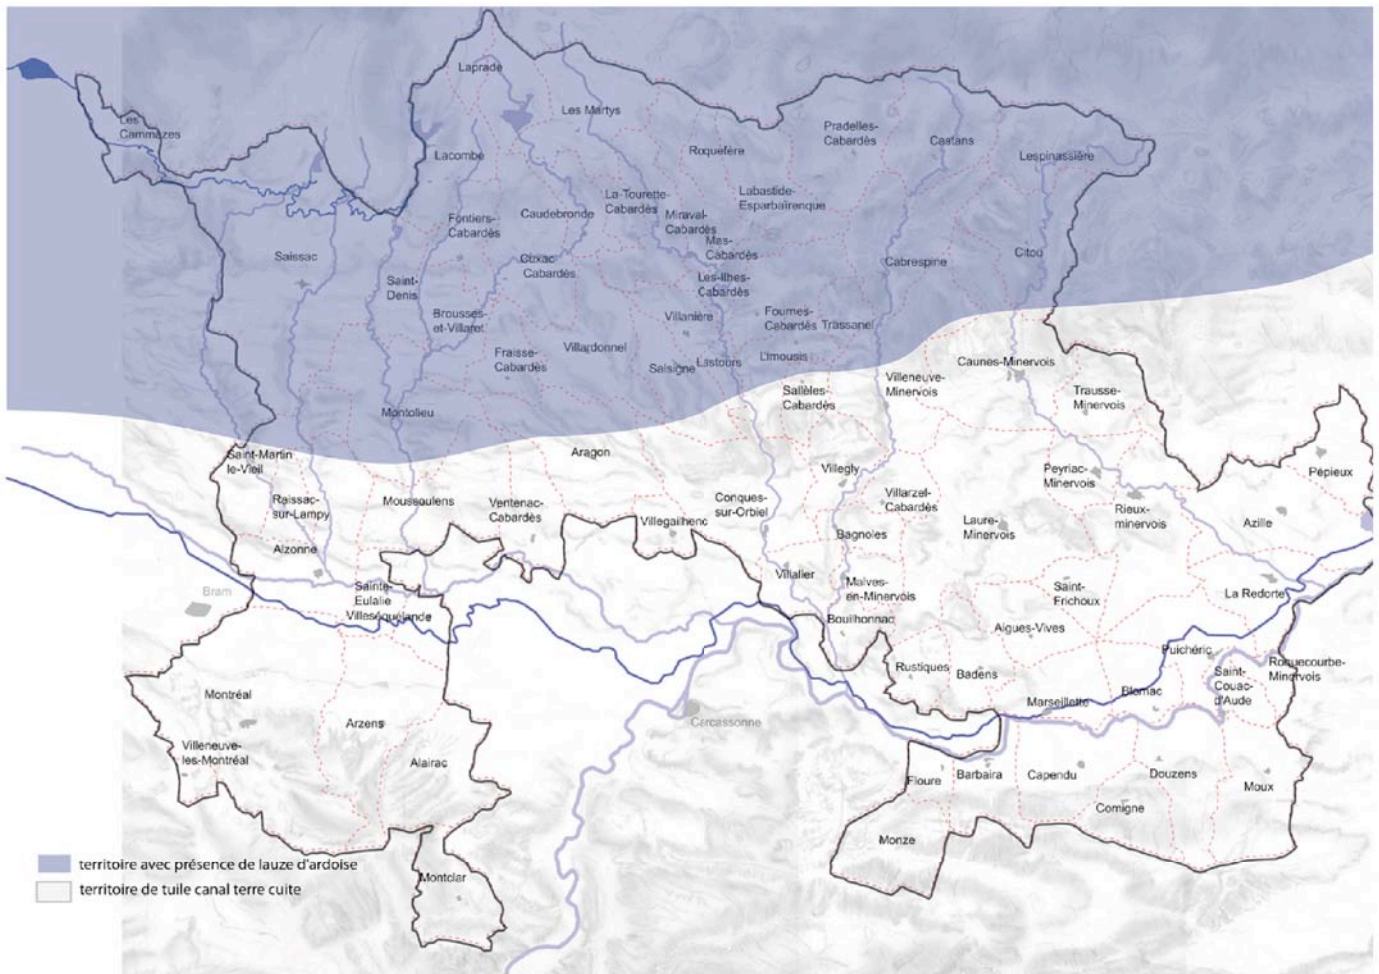 Laprade
Les Martys
Les
Cammazes
Pradelles-
Cabardès
Castans
Lacombe
Roquefère
Lespinassière
La-Tourette-
Cabardès
Labastide-
Esparbaïrenque
Fontiers-
Cabardès
Caudebronde
Miraval-
Cabardès
Mas-
Cabardès
Saissac
Cuxac
Cabardès
Cabrespine
Citou
Saint-
Denis
Les-Ilhes-
Cabardès
Brousses-
et-Villaret
Villanière
Fournes-
Cabardès
Trassanel
Fraisse-
Cabardès
Villardonnel
Salsigne
Lastours
Limousis
Caunes-Minervois
Sallèles-
Cabardès
Villeneuve-
Minervois
Trausse-
Minervois
Montolieu
Saint-Martin
le-Vieil
Aragon
Villegly
Peyriac-
Minervois
Pépieux
Raissac-
sur-Lampy
Moussoulens
Ventenac-
Cabardès
Conques-
sur-Orbiel
Villarzel-
Cabardès
Rieux-
minervois
Villegailhenc
Laure-
Minervois
Azille
Bagnoles
Alzonne
Villalier
Malves-
en-Minervois
Saint-
Frichoux
La Redorte
Bram
Sainte-
Eulalie
Villesèquelande
Bouilhonnac
Aigues-Vives
Puichéric
Rustiques
Badens
Roquecourbe-
Minervois
Saint-
Couac-
d'Aude
Montréal
Marseillette
Blomac
Arzens
Carcassonne
Villeneuve-
les-Montréal
Alairac
Floure
Barbaira
Capendu
Douzens
Moux
Comigne
Monze
Montclar
territoire avec présence de lauze d'ardoise
territoire de tuile canal terre cuite